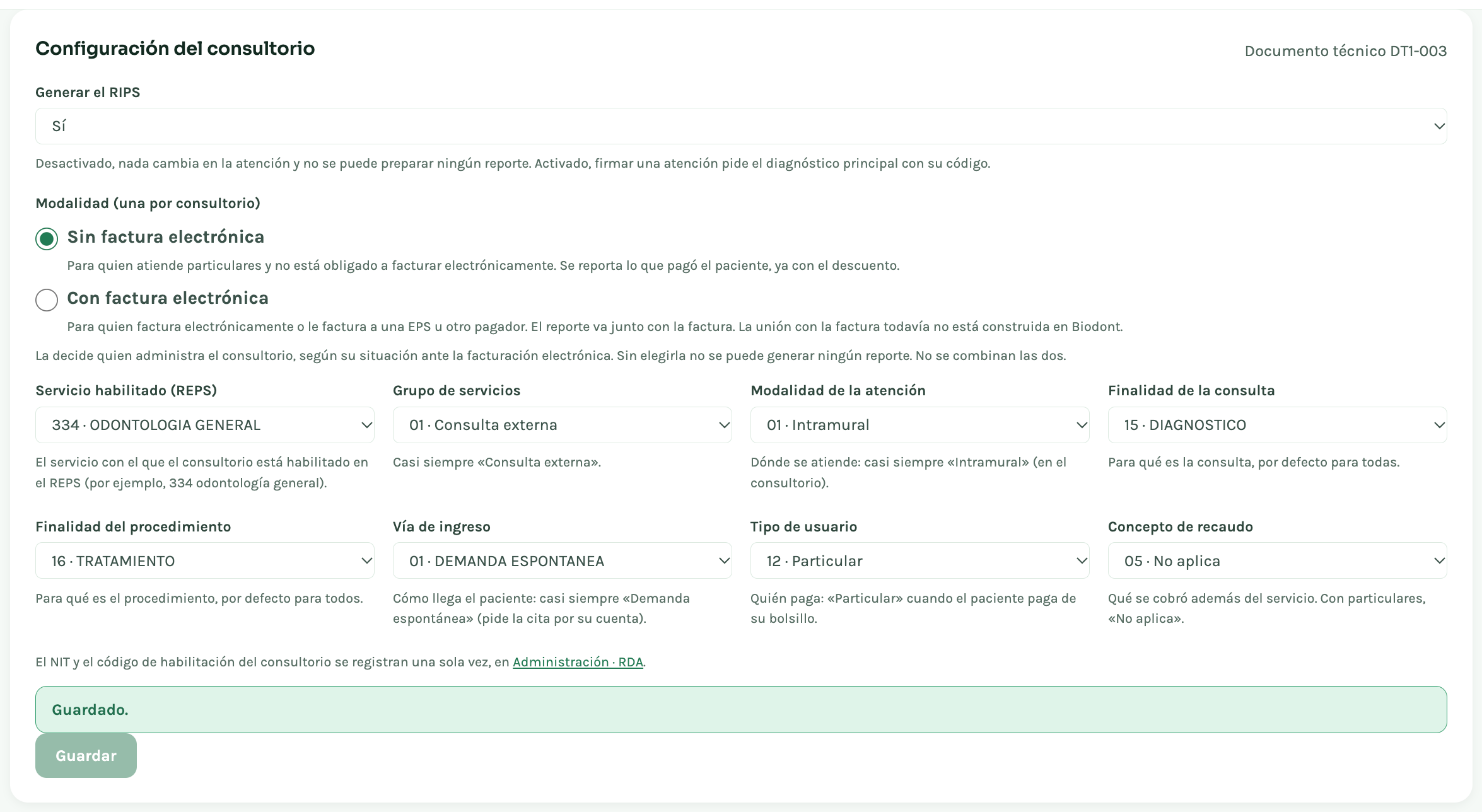 Configuración del consultorio
Documento técnico DT1-003
Generar el RIPS
Sí
Desactivado, nada cambia en la atención y no se puede preparar ningún reporte. Activado, firmar una atención pide el diagnóstico principal con su código.
Modalidad (una por consultorio)
Sin factura electrónica
Para quien atiende particulares y no está obligado a facturar electrónicamente. Se reporta lo que pagó el paciente, ya con el descuento.
Con factura electrónica
Para quien factura electrónicamente o le factura a una EPS u otro pagador. El reporte va junto con la factura. La unión con la factura todavía no está construida en Biodont.
La decide quien administra el consultorio, según su situación ante la facturación electrónica. Sin elegirla no se puede generar ningún reporte. No se combinan las dos.
Servicio habilitado (REPS)
334 · ODONTOLOGIA GENERAL
El servicio con el que el consultorio está habilitado en
el REPS (por ejemplo, 334 odontología general).
Grupo de servicios
01 · Consulta externa
Casi siempre «Consulta externa».
Modalidad de la atención
01 · Intramural
Dónde se atiende: casi siempre «Intramural» (en el
consultorio).
Finalidad de la consulta
15 · DIAGNOSTICO
Para qué es la consulta, por defecto para todas.
Finalidad del procedimiento
16 · TRATAMIENTO
Para qué es el procedimiento, por defecto para todos.
Vía de ingreso
01 · DEMANDA ESPONTANEA
Cómo llega el paciente: casi siempre «Demanda
espontánea» (pide la cita por su cuenta).
Tipo de usuario
12 · Particular
Quién paga: «Particular» cuando el paciente paga de
su bolsillo.
Concepto de recaudo
05 · No aplica
Qué se cobró además del servicio. Con particulares,
«No aplica».
El NIT y el código de habilitación del consultorio se registran una sola vez, en Administración · RDA.
Guardado.
Guardar